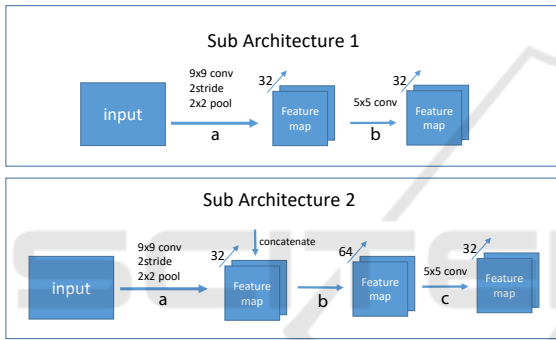 Sub Architecture 1
9x9 conv
2stride
2x2 pool
input
a
32
Feature
map
5x5 conv
b
32
Feature
map
Sub Architecture 2
9x9 conv
2stride
2x2 pool
input
a
concatenate
32
Feature
map
b
64
Feature
map
5x5 conv
c
32
Feature
map